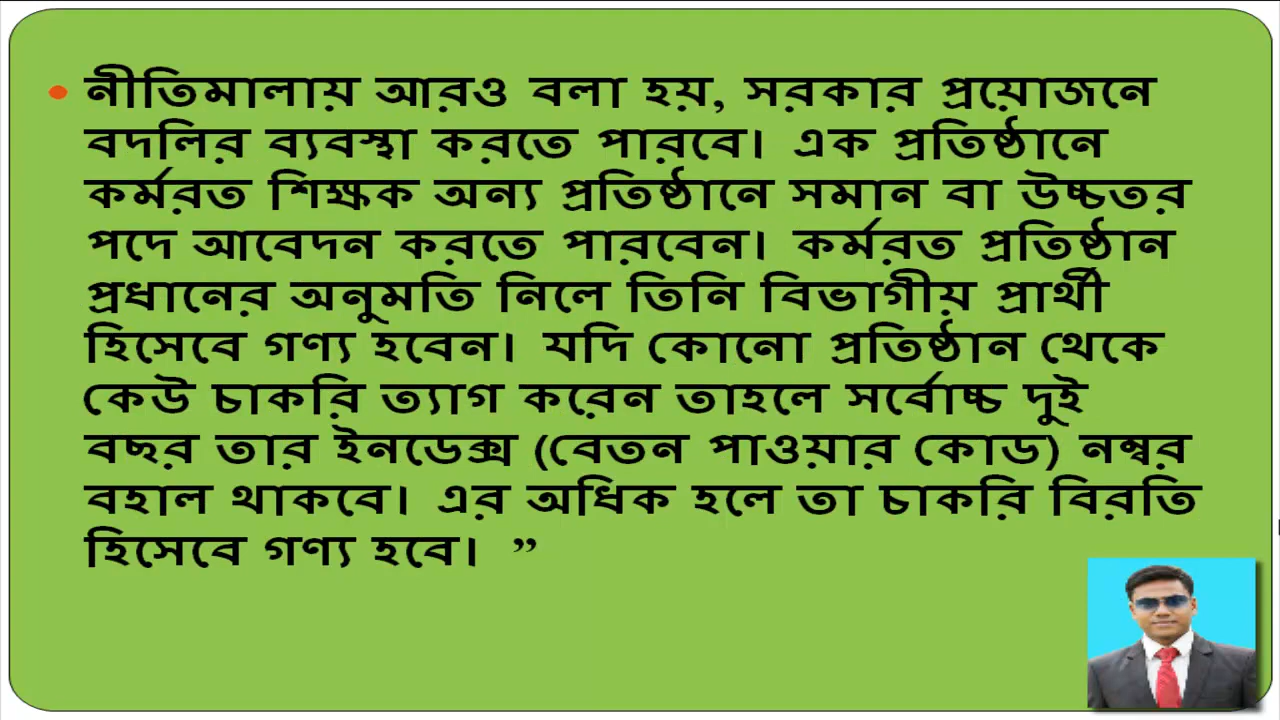 • নীতিমালায় আরও বলা হয়, সরকার প্রয়োজনে
বদলির ব্যবস্থা করতে পারবে। এক প্রতিষ্ঠানে
কর্মরত শিক্ষক অন্য প্রতিষ্ঠানে সমান বা উচ্চতর
পদে আবেদন করতে পারবেন। কর্মরত প্রতিষ্ঠান
প্রধানের অনুমতি নিলে তিনি বিভাগীয় প্রার্থী
হিসেবে গণ্য হবেন। যদি কোনো প্রতিষ্ঠান থেকে
কেউ চাকরি ত্যাগ করেন তাহলে সর্বোচ্চ দুই
বছর তার ইনডেক্স (বেতন পাওয়ার কোড) নম্বর
বহাল থাকবে। এর অধিক হলে তা চাকরি বিরতি
হিসেবে গণ্য হবে। ”